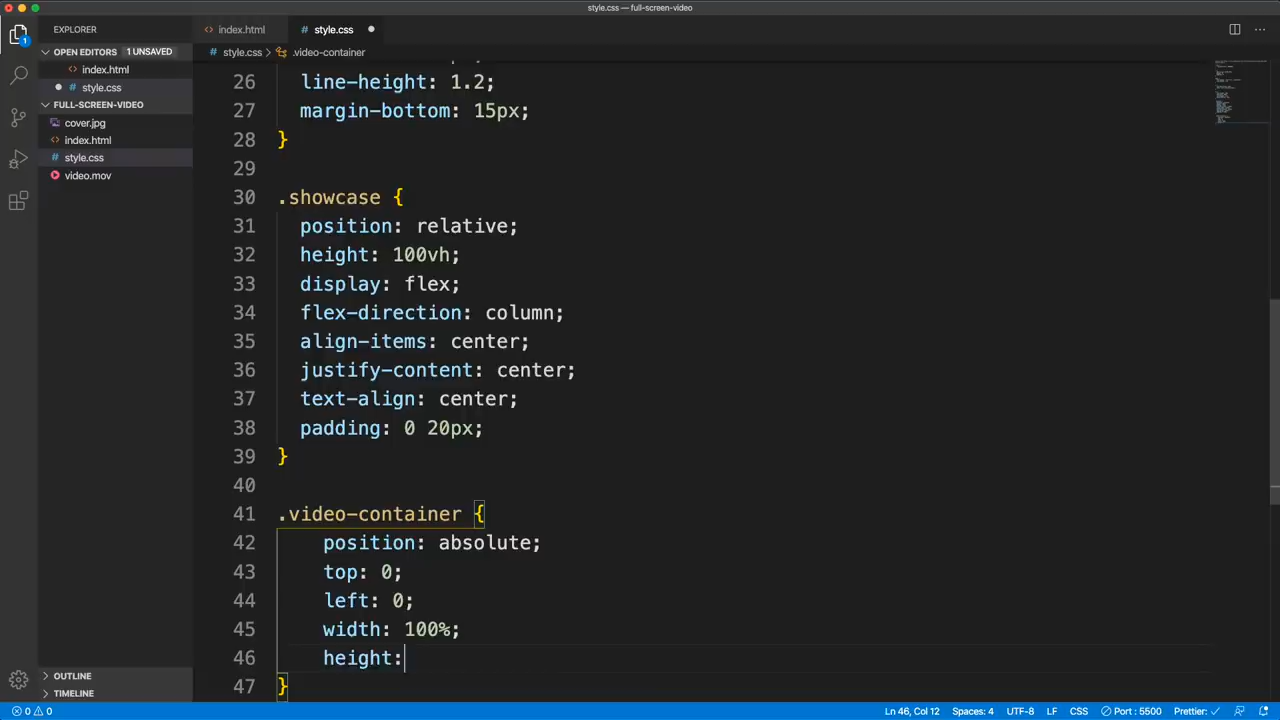 style.css — full-screen-video
EXPLORER
index.html
style.css
OPEN EDITORS 1 UNSAVED
style.css
.video-container
index.html
style.css
FULL-SCREEN-VIDEO
cover.jpg
index.html
style.css
video.mov
1
26 line-height: 1.2;
27 margin-bottom: 15px;
28 }
29
30 .showcase {
31 position: relative;
32 height: 100vh;
33 display: flex;
34 flex-direction: column;
35 align-items: center;
36 justify-content: center;
37 text-align: center;
38 padding: 0 20px;
39 }
40
41 .video-container {
42 position: absolute;
43 top: 0;
44 left: 0;
45 width: 100%;
46 height:
47 }
OUTLINE
TIMELINE
0 0 Ln 46, Col 12 Spaces: 4 UTF-8 LF CSS Port : 5500 Prettier: